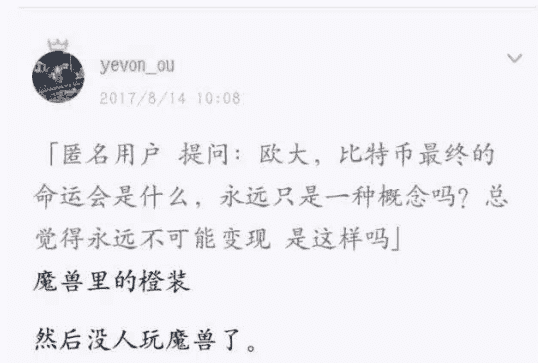 yevon_ou
2017/8/14 10:08
「匿名用户 提问：欧大，比特币最终的
命运会是什么，永远只是一种概念吗？总
觉得永远不可能变现 是这样吗」
魔兽里的橙装
然后没人玩魔兽了。